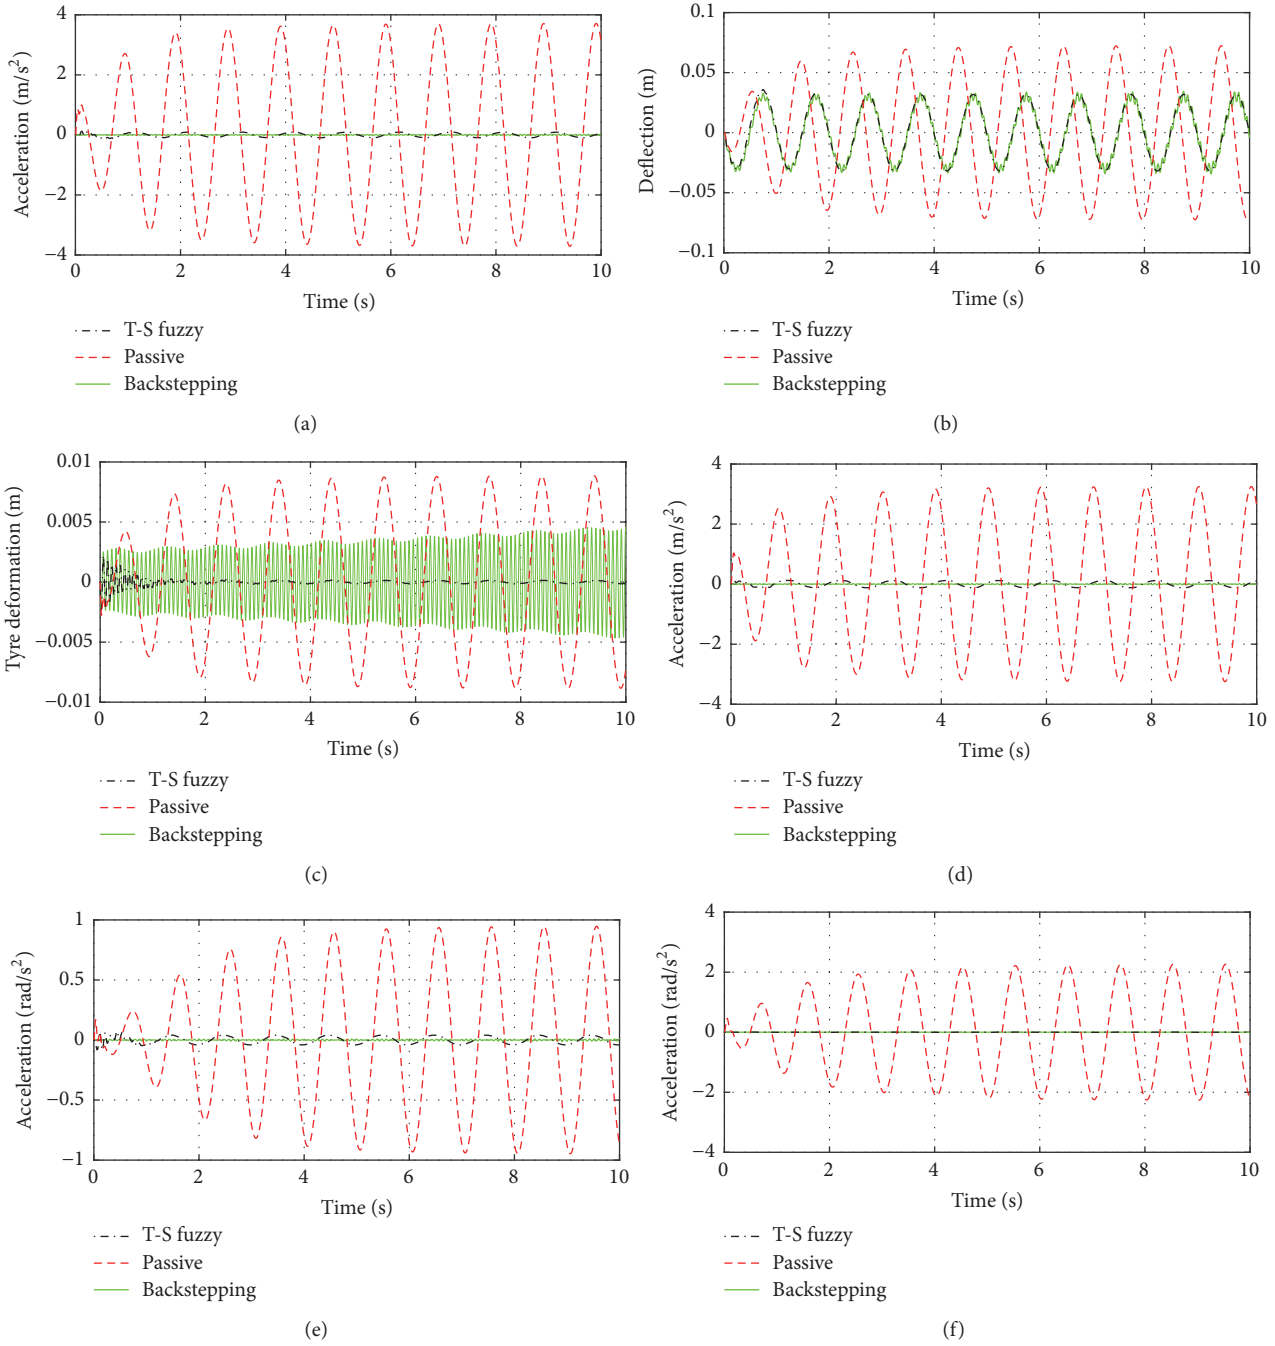 Acceleration (m/s²)
4
2
0
−2
−4
0 2 4 6 8 10
Time (s)
T-S fuzzy
Passive
Backstepping
(a)
Deflection (m)
0.1
0.05
0
−0.05
−0.1
0 2 4 6 8 10
Time (s)
T-S fuzzy
Passive
Backstepping
(b)
Tyre deformation (m)
0.01
0.005
0
−0.005
−0.01
0 2 4 6 8 10
Time (s)
T-S fuzzy
Passive
Backstepping
(c)
Acceleration (m/s²)
4
2
0
−2
−4
0 2 4 6 8 10
Time (s)
T-S fuzzy
Passive
Backstepping
(d)
Acceleration (rad/s²)
1
0.5
0
−0.5
−1
0 2 4 6 8 10
Time (s)
T-S fuzzy
Passive
Backstepping
(e)
Acceleration (rad/s²)
4
2
0
−2
−4
0 2 4 6 8 10
Time (s)
T-S fuzzy
Passive
Backstepping
(f)